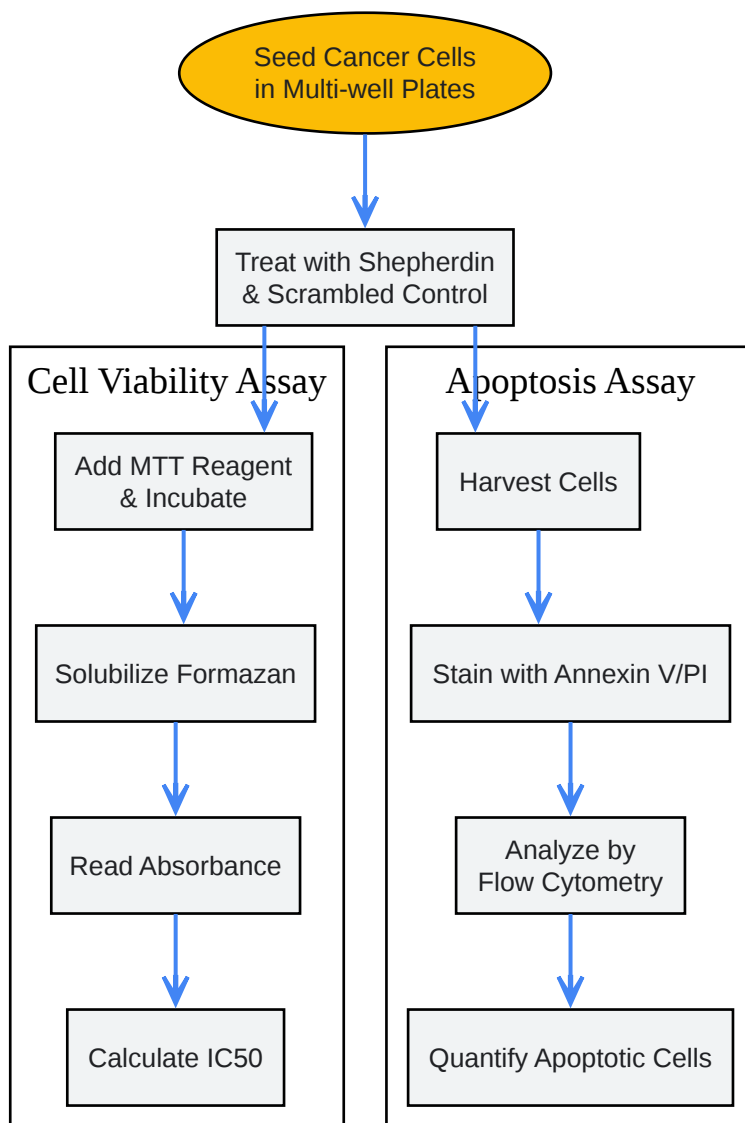 Seed Cancer Cells
in Multi-well Plates
Treat with Shepherdin
& Scrambled Control
Cell Viability Assay
Add MTT Reagent
& Incubate
Solubilize Formazan
Read Absorbance
Calculate IC50
Apoptosis Assay
Harvest Cells
Stain with Annexin V/PI
Analyze by
Flow Cytometry
Quantify Apoptotic Cells